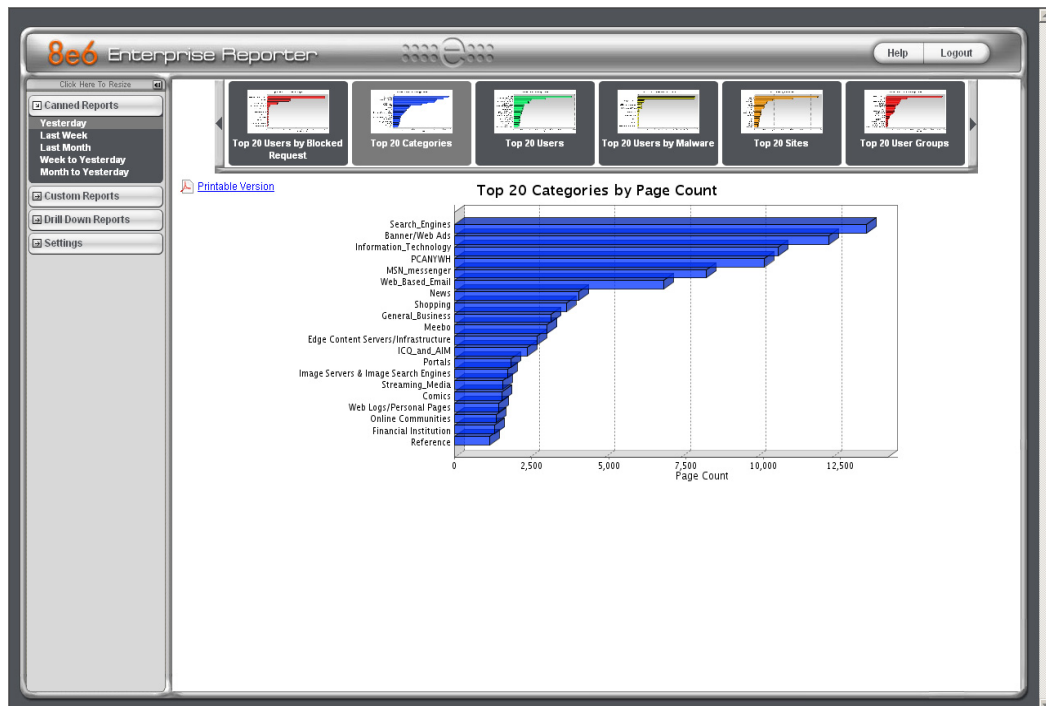 8e6 Enterprise Reporter
Help
Logout
Click Here To Resize
Canned Reports
Yesterday
Last Week
Last Month
Week to Yesterday
Month to Yesterday
Custom Reports
Drill Down Reports
Settings
Top 20 Users by Blocked
Request
Top 20 Categories
Top 20 Users
Top 20 Users by Malware
Top 20 Sites
Top 20 User Groups
Printable Version
Top 20 Categories by Page Count
Search_Engines
Banner/Web Ads
Information_Technology
PCANYWH
MSN_messenger
Web_Based_Email
News
Shopping
General_Business
Meebo
Edge Content Servers/Infrastructure
ICQ_and_AIM
Portals
Image Servers & Image Search Engines
Streaming_Media
Comics
Web Logs/Personal Pages
Online Communities
Financial Institution
Reference
0 2,500 5,000 7,500 10,000 12,500
Page Count